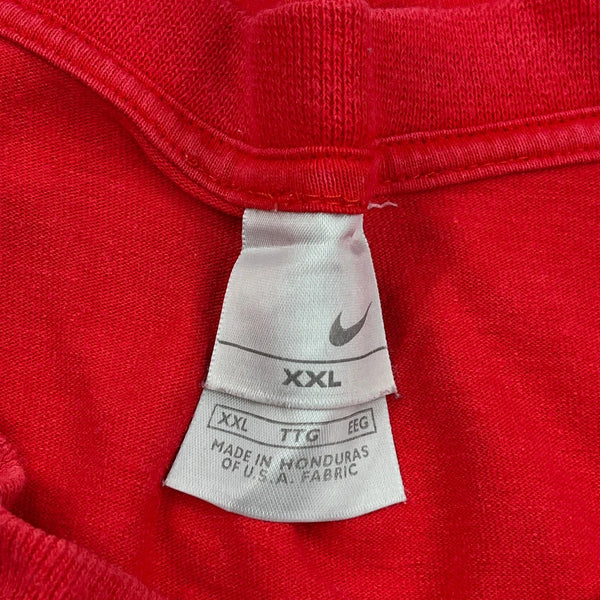 XXL
XXL TTG EEG
MADE IN HONDURAS
OF U.S.A. FABRIC